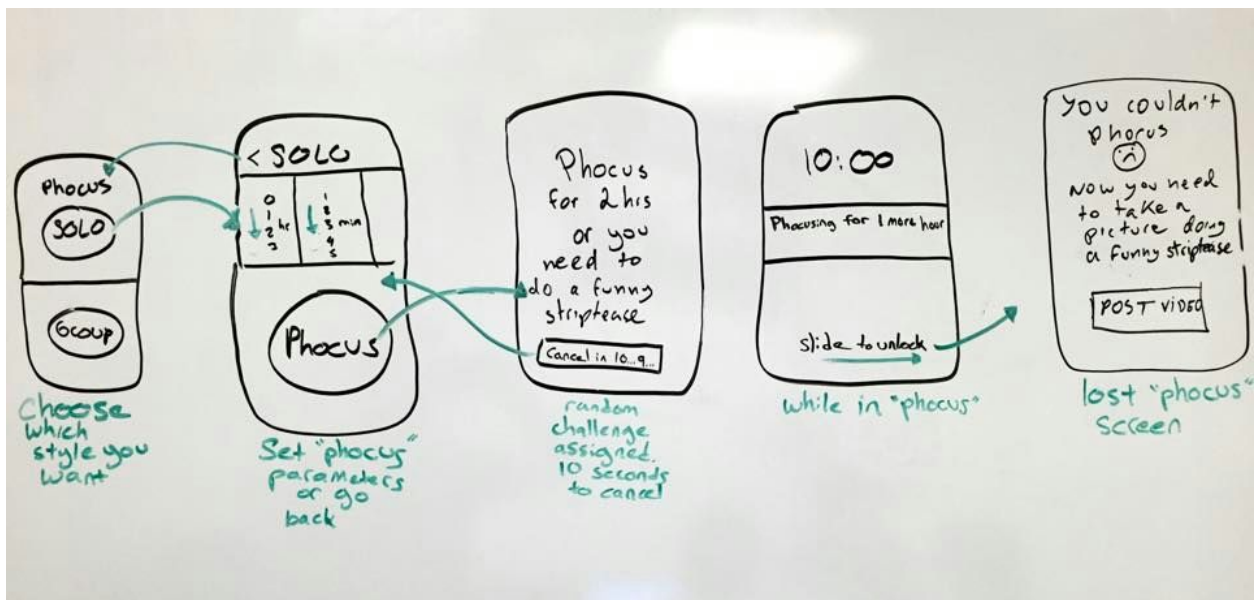 Phocus
SOLO
Group
choose
which
style you
want
< SOLO
0
1
2 hr
3
1
2
3 min
4
5
Phocus
Set "phocus"
parameters
or go
back
Phocus
for 2 hrs
or you
need to
do a funny
striptease
Cancel in 10...9...
random
challenge
assigned.
10 seconds
to cancel
10:00
Phocusing for 1 more hour
slide to unlock
while in "phocus"
You couldn't
phocus
Now you need
to take a
picture doing
a funny striptease
POST VIDEO
lost "phocus"
screen